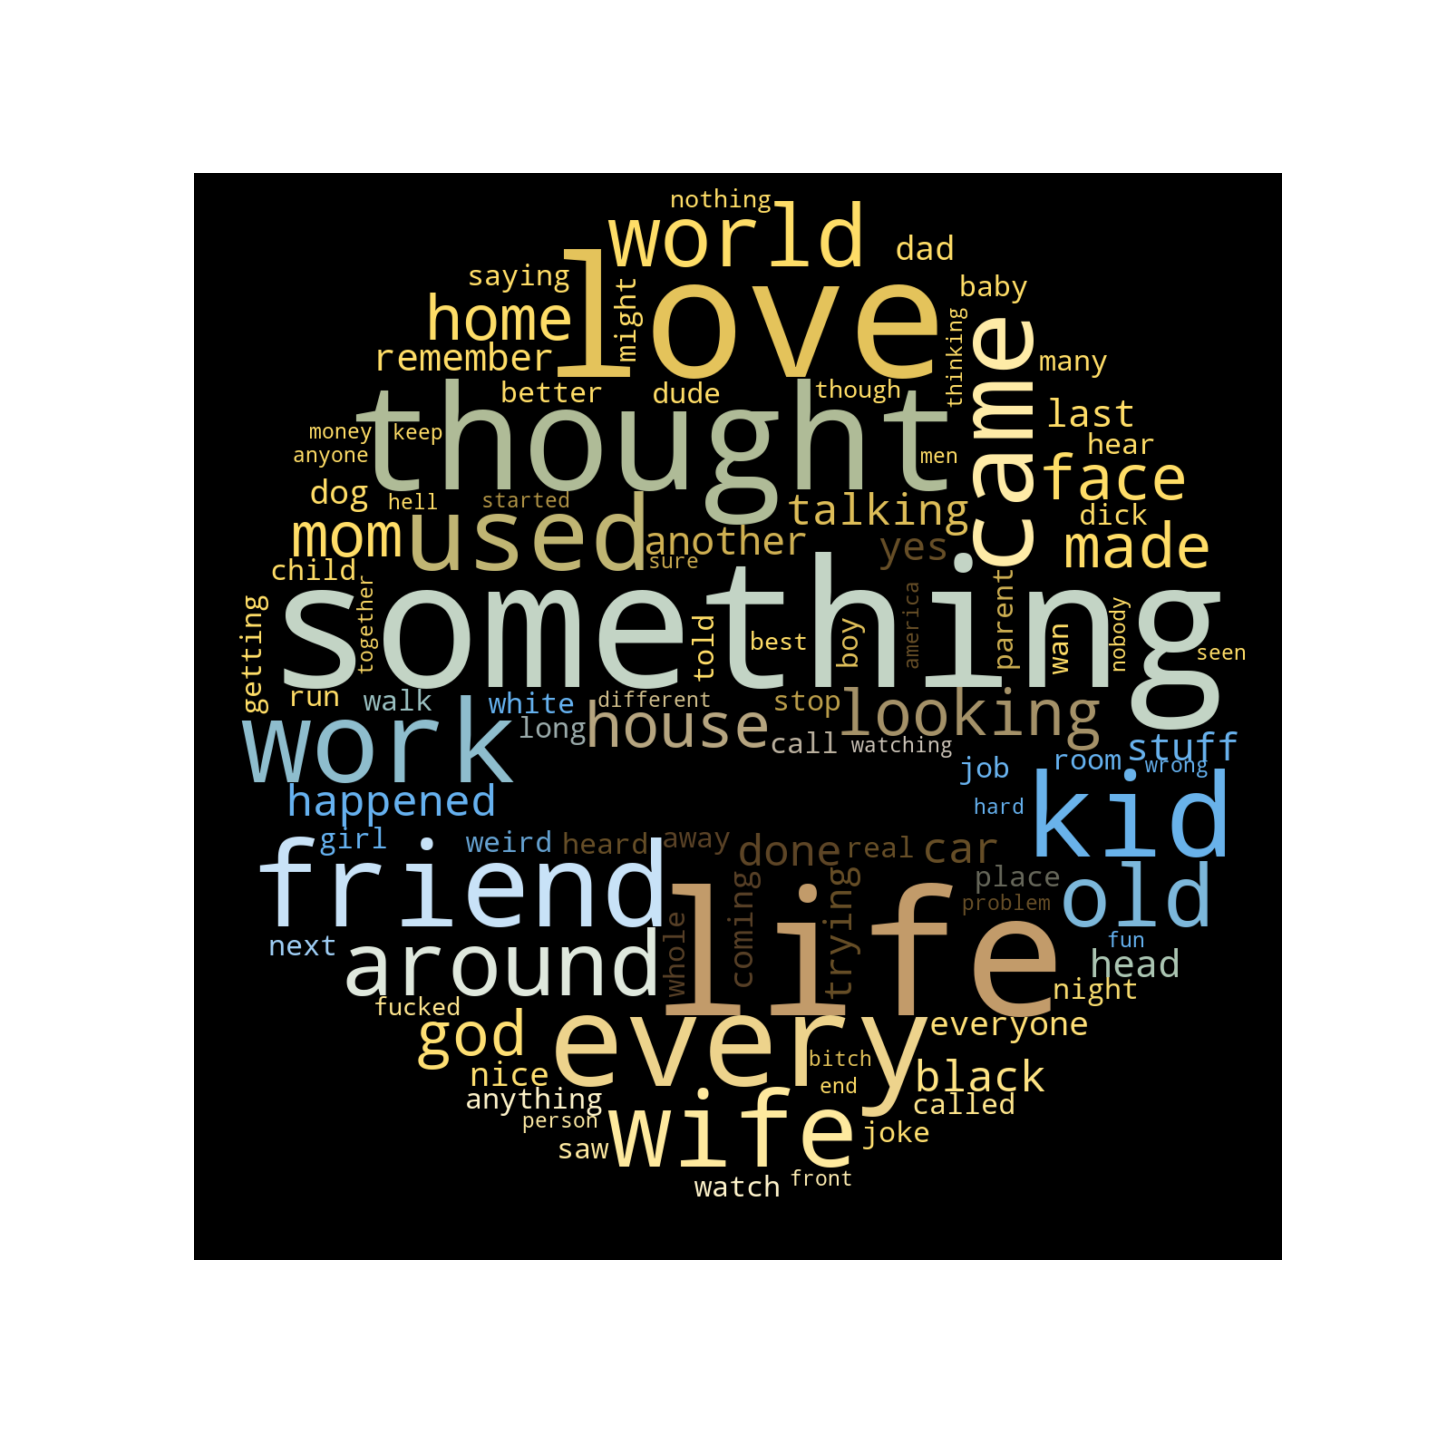 nothing
world
dad
love
saying
baby
might
home
thinking
came
remember
many
better
dude
though
last
thought
money
keep
hear
anyone
men
face
dog
hell
started
talking
dick
mom
used
another
yes
made
sure
child
together
something
america
parent
nobody
getting
told
best
boy
wan
seen
run
walk
white
different
stop
looking
long
house
work
call
watching
stuff
job
room
wrong
happened
hard
kid
girl
weird
heard
away
done
real
car
friend
place
old
life
coming
trying
problem
whole
next
around
fun
head
night
fucked
god
every
everyone
nice
bitch
black
anything
end
called
person
wife
joke
saw
watch
front